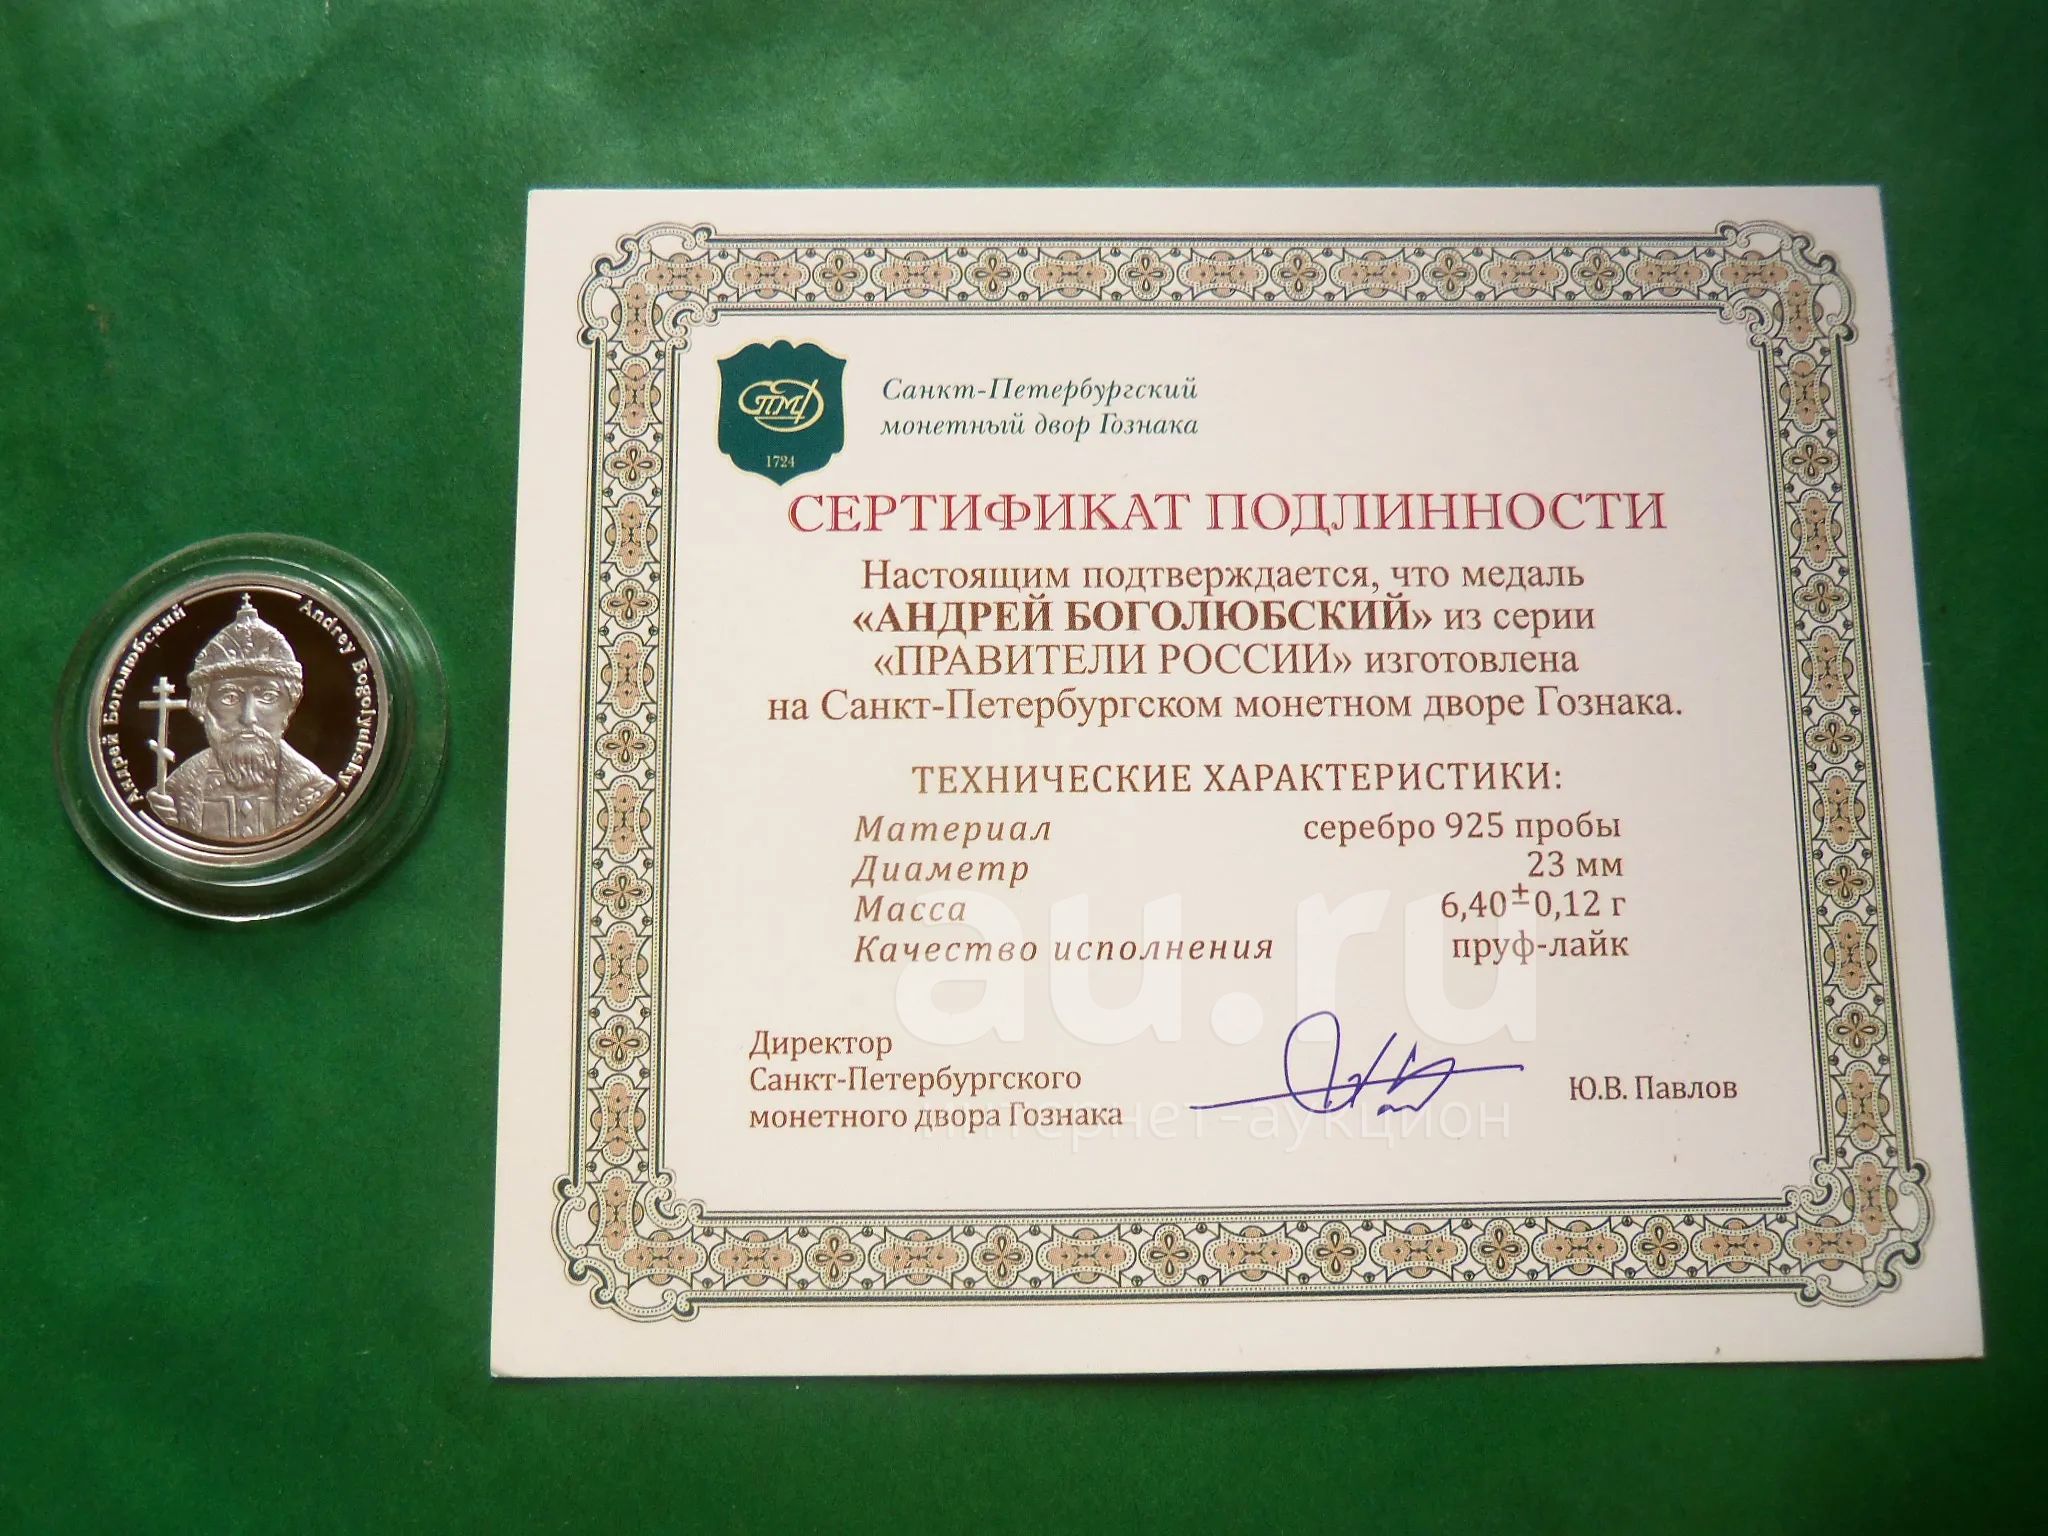 Андрей Боголюбский
Andrey Bogolyubsky
СПМД
1724
Санкт-Петербургский
монетный двор Гознака
СЕРТИФИКАТ ПОДЛИННОСТИ
Настоящим подтверждается, что медаль
«АНДРЕЙ БОГОЛЮБСКИЙ» из серии
«ПРАВИТЕЛИ РОССИИ» изготовлена
на Санкт-Петербургском монетном дворе Гознака.
ТЕХНИЧЕСКИЕ ХАРАКТЕРИСТИКИ:
Материал серебро 925 пробы
Диаметр 23 мм
Масса 6,40±0,12 г
Качество исполнения пруф-лайк
au.ru
интернет-аукцион
Директор
Санкт-Петербургского
монетного двора Гознака
Ю.В. Павлов